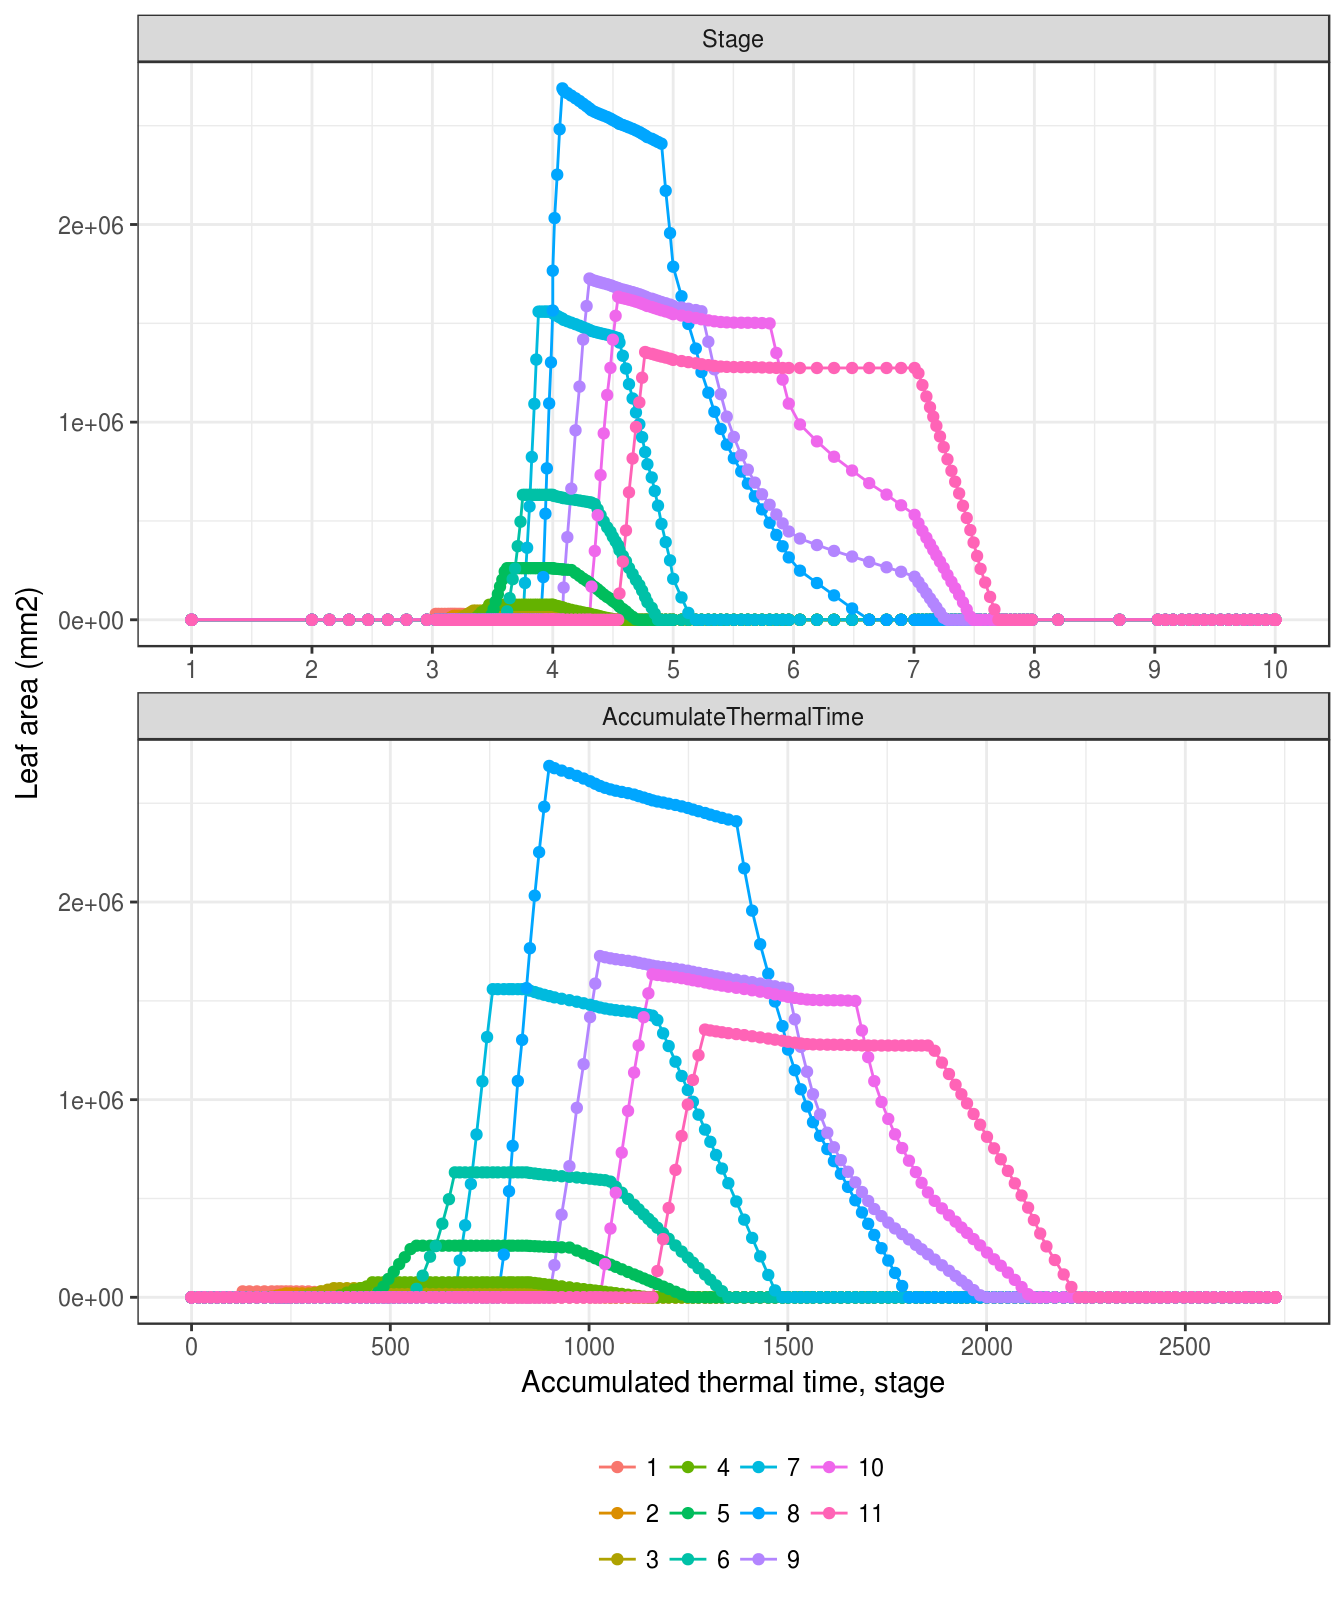 Stage
2e+06
1e+06
0e+00
1 2 3 4 5 6 7 8 9 10
Leaf area (mm2)
AccumulateThermalTime
2e+06
1e+06
0e+00
0 500 1000 1500 2000 2500
Accumulated thermal time, stage
1 4 7 10
2 5 8 11
3 6 9